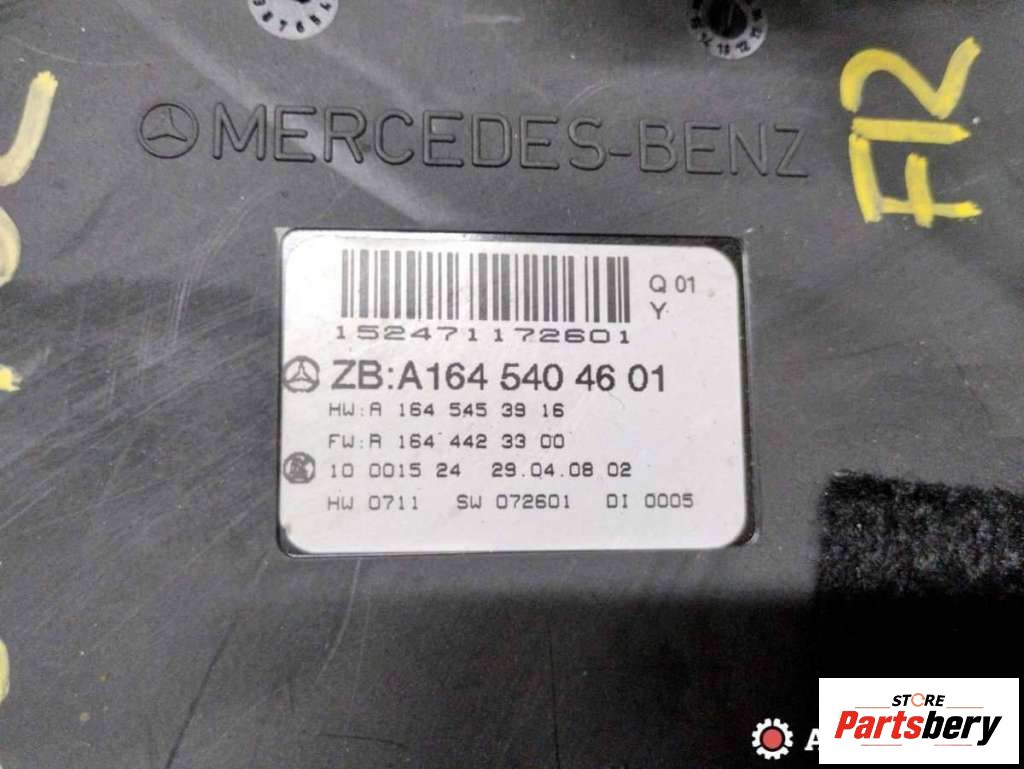 MERCEDES-BENZ
F12
152471172601
Q 01
Y
ZB:A164 540 46 01
HW:A 164 545 39 16
FW:A 164 442 33 00
10 0015 24 29.04.08 02
HW 0711 SW 072601 DI 0005
STORE
Partsbery